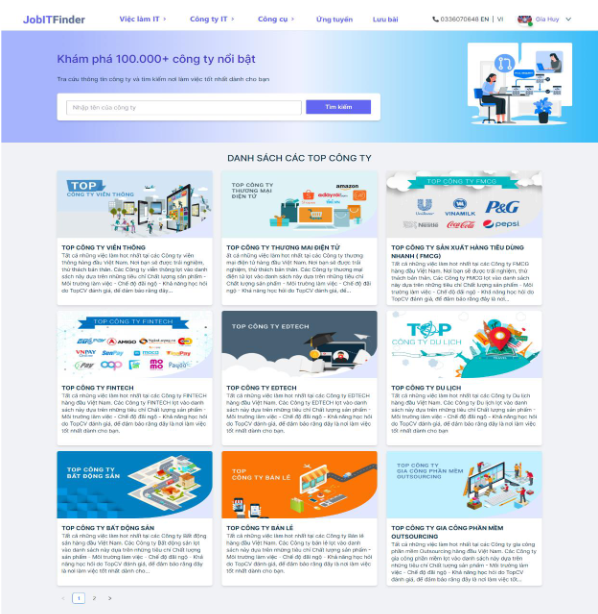 JobITFinder
Việc làm IT
Công ty IT
Công cụ
Ứng tuyển
Lưu bài
0336070646 EN | VI
Gia Huy
Khám phá 100.000+ công ty nổi bật
Tra cứu thông tin công ty và tìm kiếm nơi làm việc tốt nhất dành cho bạn
Nhập tên của công ty
Tìm kiếm
DANH SÁCH CÁC TOP CÔNG TY
TOP
CÔNG TY VIỄN THÔNG
TOP CÔNG TY VIỄN THÔNG
Tất cả những việc làm hot nhất tại các Công ty viễn
thông hàng đầu Việt Nam. Nơi bạn sẽ được trải nghiệm,
thử thách bản thân. Các Công ty viễn thông lọt vào danh
sách này dựa trên những tiêu chí Chất lượng sản phẩm -
Môi trường làm việc - Chế độ đãi ngộ - Khả năng học hỏi
do TopCV đánh giá, để đảm bảo rằng đây...
TOP CÔNG TY
THƯƠNG MẠI
ĐIỆN TỬ
amazon
TOP CÔNG TY THƯƠNG MẠI ĐIỆN TỬ
ất cả những việc làm hot nhất tại các Công ty thương
mại điện tử hàng đầu Việt Nam. Nơi bạn sẽ được trải
nghiệm, thử thách bản thân. Các Công ty thương mại
điện tử lọt vào danh sách này dựa trên những tiêu chí
Chất lượng sản phẩm - Môi trường làm việc - Chế độ đãi
ngộ - Khả năng học hỏi do TopCV đánh giá, để...
TOP CÔNG TY FMCG
Unilever
VINAMILK
P&G
Nestlé
Coca-Cola
pepsi
TOP CÔNG TY SẢN XUẤT HÀNG TIÊU DÙNG
NHANH ( FMCG)
Tất cả những việc làm hot nhất tại các Công ty FMCG
hàng đầu Việt Nam. Nơi bạn sẽ được trải nghiệm, thử
thách bản thân. Các Công ty FMCG lọt vào danh sách
này dựa trên những tiêu chí Chất lượng sản phẩm - Môi
trường làm việc - Chế độ đãi ngộ - Khả năng học hỏi do
TopCV đánh giá, để đảm bảo rằng đây là nơi...
TOP CÔNG TY FINTECH
AMIGO
VNPAY
SimPay
moca
Pay
OOP
MO
MO
Payoo
TOP CÔNG TY FINTECH
Tất cả những việc làm hot nhất tại các Công ty FINTECH
hàng đầu Việt Nam. Các Công ty FINTECH lọt vào danh
sách này dựa trên những tiêu chí Chất lượng sản phẩm -
Môi trường làm việc - Chế độ đãi ngộ - Khả năng học hỏi
do TopCV đánh giá, để đảm bảo rằng đây là nơi làm việc
tốt nhất dành cho bạn.
TOP CÔNG TY EDTECH
TOP CÔNG TY EDTECH
Tất cả những việc làm hot nhất tại các Công ty EDTECH
hàng đầu Việt Nam. Các Công ty EDTECH lọt vào danh
sách này dựa trên những tiêu chí Chất lượng sản phẩm -
Môi trường làm việc - Chế độ đãi ngộ - Khả năng học hỏi
do TopCV đánh giá, để đảm bảo rằng đây là nơi làm việc
tốt nhất dành cho bạn.
TOP
CÔNG TY DU LỊCH
TOP CÔNG TY DU LỊCH
Tất cả những việc làm hot nhất tại các Công ty Du lịch
hàng đầu Việt Nam. Các Công ty Du lịch lọt vào danh
sách này dựa trên những tiêu chí Chất lượng sản phẩm -
Môi trường làm việc - Chế độ đãi ngộ - Khả năng học hỏi
do TopCV đánh giá, để đảm bảo rằng đây là nơi làm việc
tốt nhất dành cho bạn.
TOP CÔNG TY
BẤT ĐỘNG SẢN
TOP CÔNG TY BẤT ĐỘNG SẢN
Tất cả những việc làm hot nhất tại các Công ty Bất động
sản hàng đầu Việt Nam. Các Công ty Bất động sản lọt vào
danh sách này dựa trên những tiêu chí Chất lượng
sản phẩm - Môi trường làm việc - Chế độ đãi ngộ - Khả
năng học hỏi do TopCV đánh giá, để đảm bảo rằng đây
là nơi làm việc tốt nhất dành cho...
TOP
CÔNG TY BÁN LẺ
TOP CÔNG TY BÁN LẺ
Tất cả những việc làm hot nhất tại các Công ty Bán lẻ
hàng đầu Việt Nam. Các Công ty bán lẻ lọt vào danh
sách này dựa trên những tiêu chí Chất lượng sản phẩm -
Môi trường làm việc - Chế độ đãi ngộ - Khả năng học hỏi
do TopCV đánh giá, để đảm bảo rằng đây là nơi làm việc
tốt nhất dành cho bạn.
TOP CÔNG TY
GIA CÔNG PHẦN MỀM
OUTSOURCING
TOP CÔNG TY GIA CÔNG PHẦN MỀM
OUTSOURCING
Tất cả những việc làm hot nhất tại các Công ty gia công
phần mềm Outsourcing hàng đầu Việt Nam. Các Công ty
gia công phần mềm lọt vào danh sách này dựa trên
những tiêu chí Chất lượng sản phẩm - Môi trường làm
việc - Chế độ đãi ngộ - Khả năng học hỏi do TopCV đánh
giá, để đảm bảo rằng đây là nơi làm việc tốt...
< 1 2 >